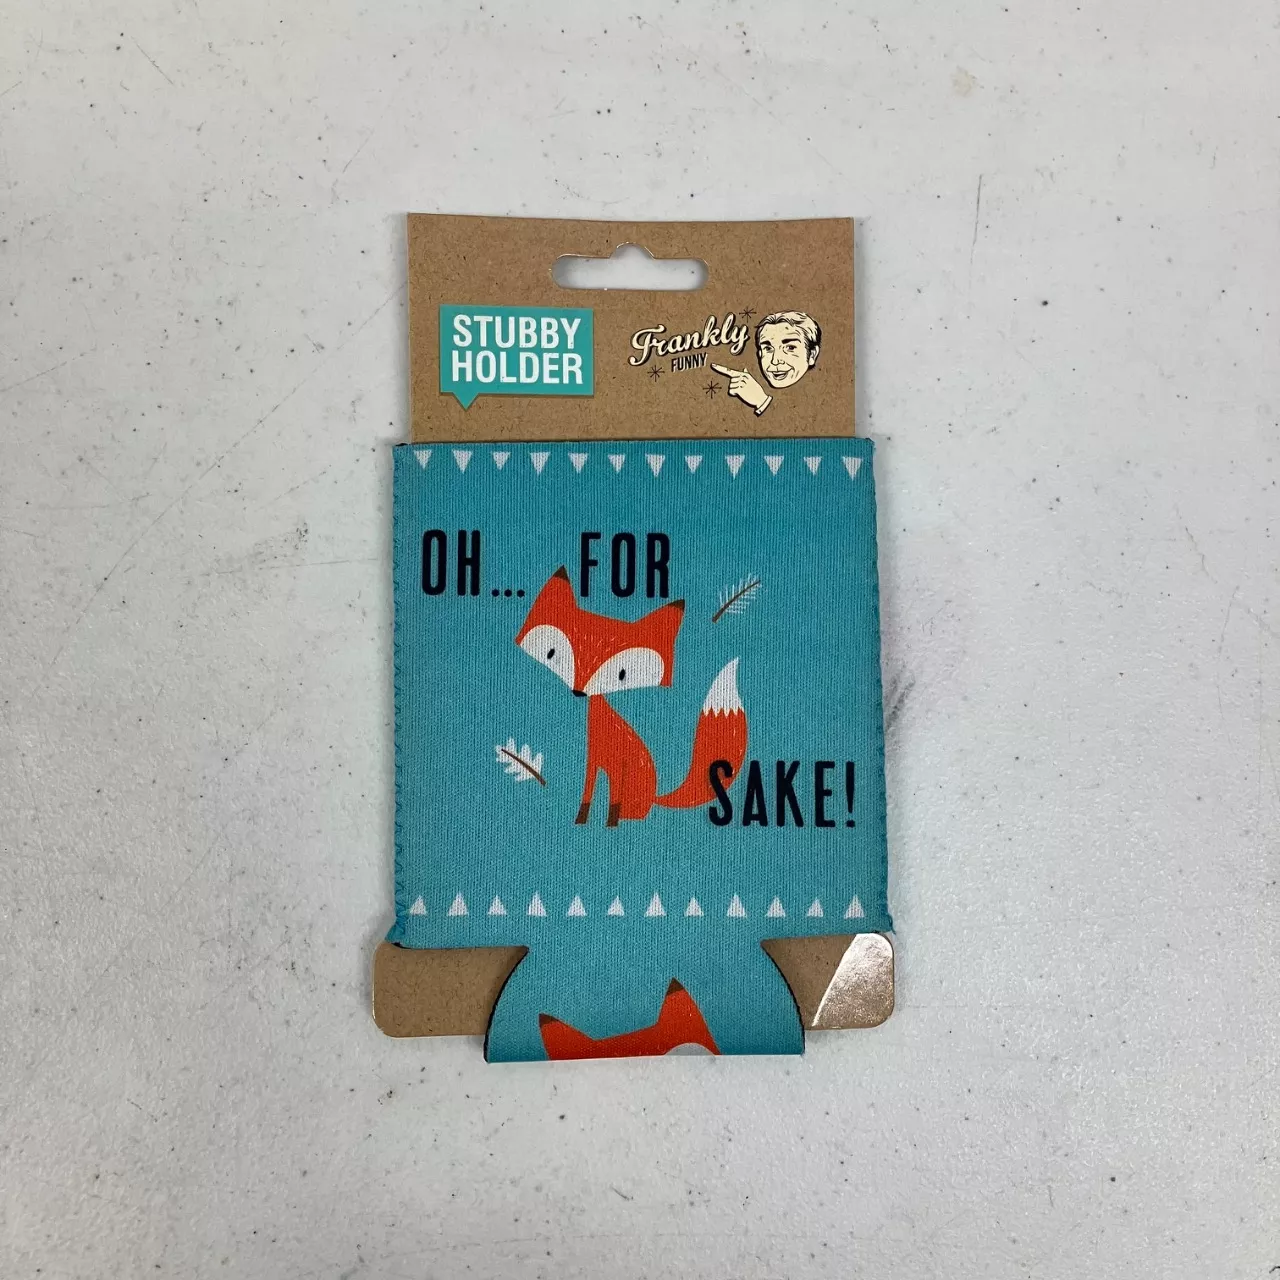 STUBBY
HOLDER
Frankly
FUNNY
OH... FOR
SAKE!